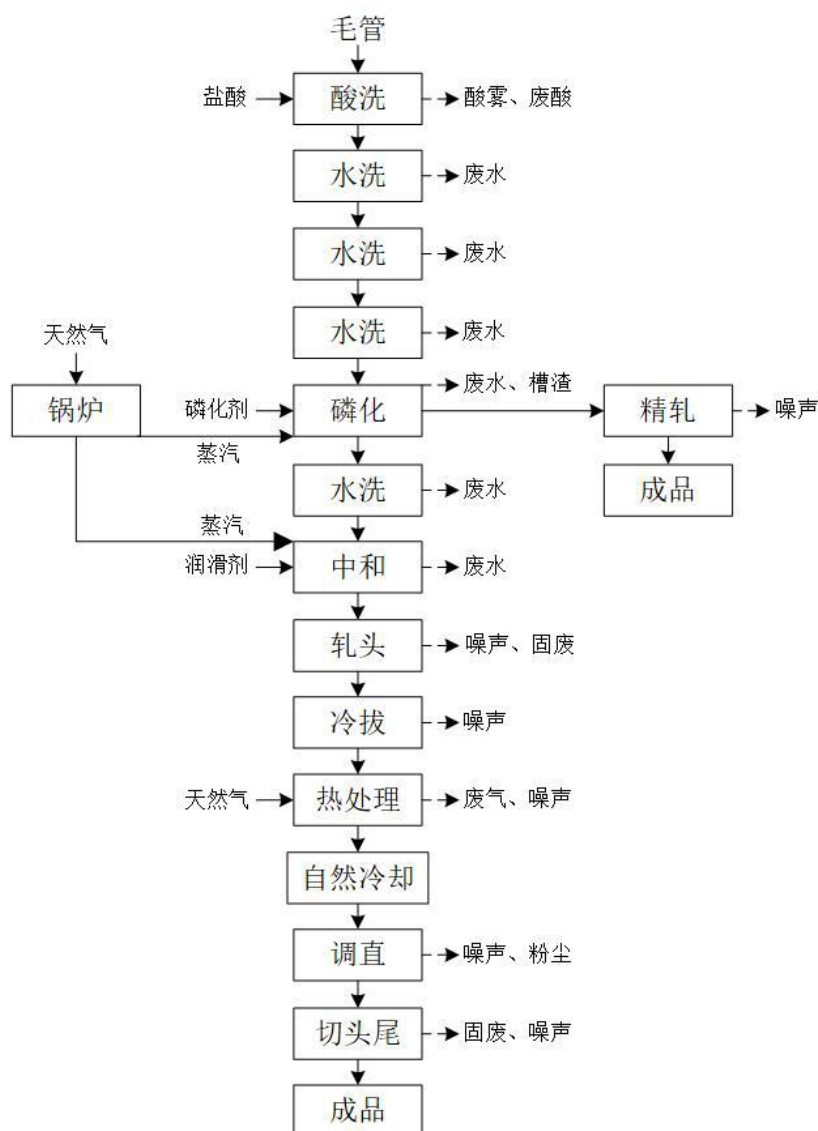 毛管
盐酸
酸洗
酸雾、废酸
水洗
废水
水洗
废水
水洗
废水
天然气
锅炉
磷化剂
磷化
废水、槽渣
精轧
噪声
蒸汽
成品
水洗
废水
蒸汽
润滑剂
中和
废水
轧头
噪声、固废
冷拔
噪声
天然气
热处理
废气、噪声
自然冷却
调直
噪声、粉尘
切头尾
固废、噪声
成品